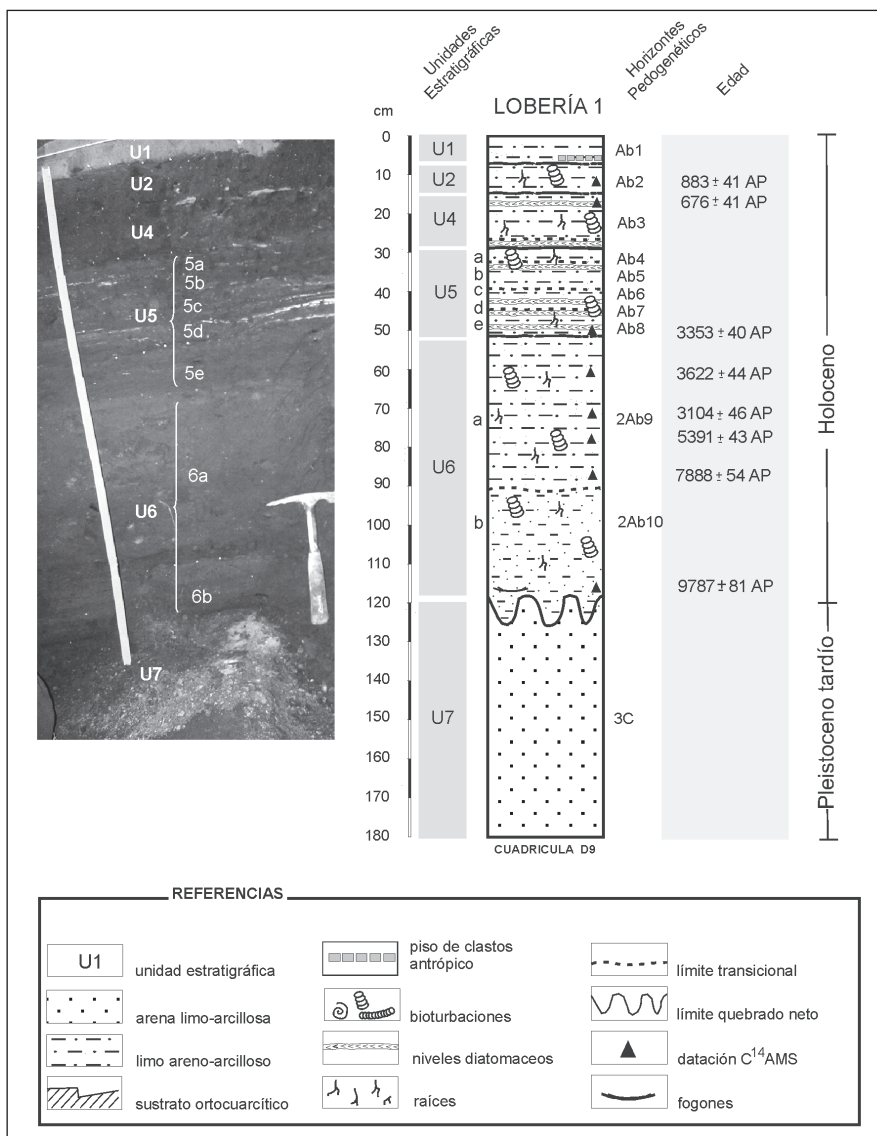 Unidades
Estratigráficas
Horizontes
Pedogenéticos
Edad
cm
LOBERÍA 1
0
10
20
30
40
50
60
70
80
90
100
110
120
130
140
150
160
170
180
U1
U2
U4
U5
5a
5b
5c
5d
5e
U6
6a
6b
U7
U1
U2
U4
U5
U6
U7
a
b
c
d
e
a
b
Ab1
Ab2
Ab3
Ab4
Ab5
Ab6
Ab7
Ab8
2Ab9
2Ab10
3C
883 ± 41 AP
676 ± 41 AP
3353 ± 40 AP
3622 ± 44 AP
3104 ± 46 AP
5391 ± 43 AP
7888 ± 54 AP
9787 ± 81 AP
Holoceno
Pleistoceno tardío
CUADRICULA D9
REFERENCIAS
U1
unidad estratigráfica
arena limo-arcillosa
limo areno-arcilloso
sustrato ortocuarcítico
piso de clastos
antrópico
bioturbaciones
niveles diatomaceos
raíces
límite transicional
límite quebrado neto
datación C14AMS
fogones